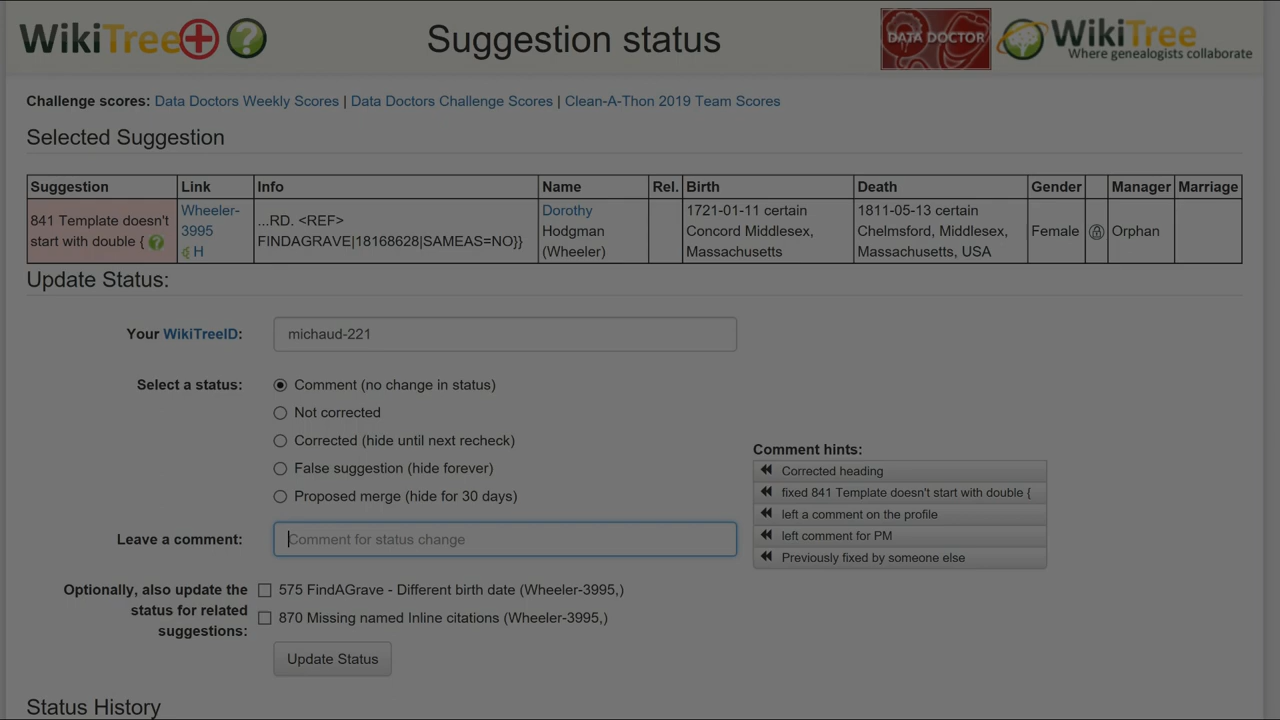 WikiTree ?
Suggestion status
DATA DOCTOR
WikiTree
Where genealogists collaborate
Challenge scores: Data Doctors Weekly Scores | Data Doctors Challenge Scores | Clean-A-Thon 2019 Team Scores
Selected Suggestion
Suggestion Link Info Name Rel. Birth Death Gender Manager Marriage
841 Template doesn't
start with double { ?
Wheeler-
3995
H
...RD. <REF>
FINDAGRAVE|18168628|SAMEAS=NO}}
Dorothy
Hodgman
(Wheeler)
1721-01-11 certain
Concord Middlesex,
Massachusetts
1811-05-13 certain
Chelmsford, Middlesex,
Massachusetts, USA
Female
Orphan
Update Status:
Your WikiTreeID: michaud-221
Select a status: Comment (no change in status)
Not corrected
Corrected (hide until next recheck)
False suggestion (hide forever)
Proposed merge (hide for 30 days)
Comment hints:
Corrected heading
fixed 841 Template doesn't start with double {
left a comment on the profile
left comment for PM
Previously fixed by someone else
Leave a comment: Comment for status change
Optionally, also update the
status for related
suggestions:
575 FindAGrave - Different birth date (Wheeler-3995,)
870 Missing named Inline citations (Wheeler-3995,)
Update Status
Status History